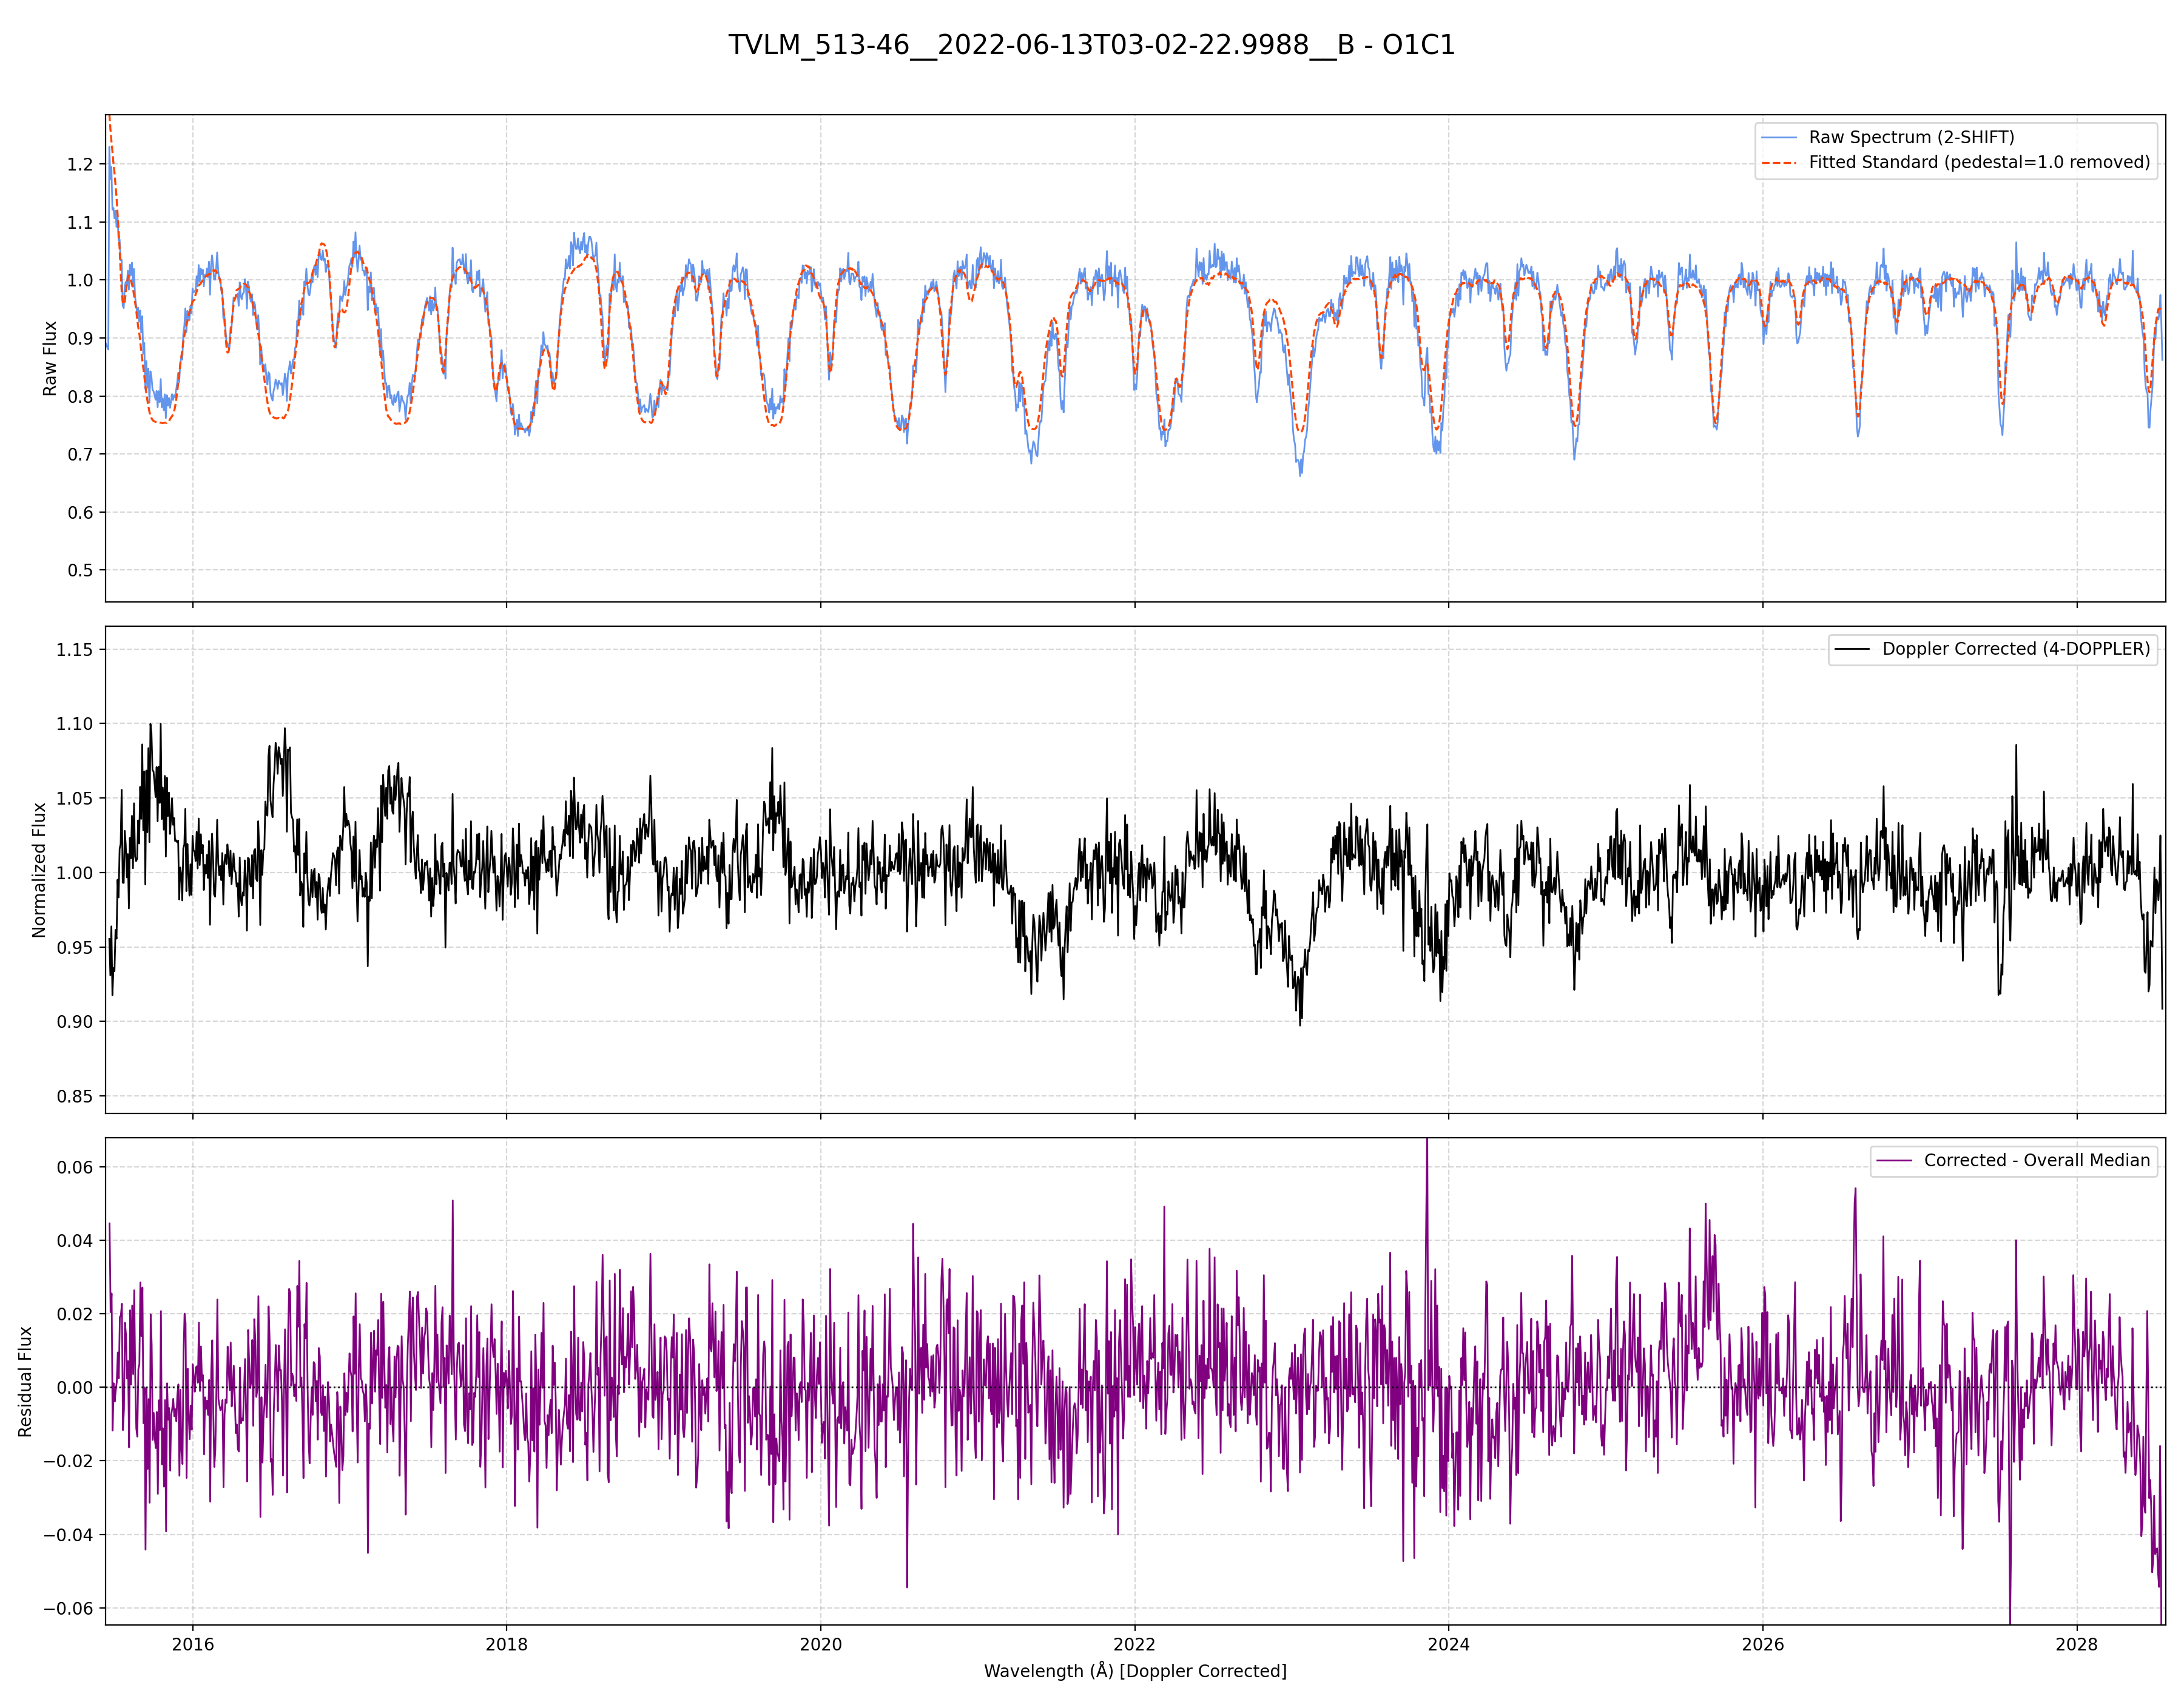 TVLM_513-46__2022-06-13T03-02-22.9988__B - O1C1
Raw Flux
1.2
1.1
1.0
0.9
0.8
0.7
0.6
0.5
Raw Spectrum (2-SHIFT)
Fitted Standard (pedestal=1.0 removed)
Normalized Flux
1.15
1.10
1.05
1.00
0.95
0.90
0.85
Doppler Corrected (4-DOPPLER)
Residual Flux
0.06
0.04
0.02
0.00
−0.02
−0.04
−0.06
Corrected - Overall Median
2016 2018 2020 2022 2024 2026 2028
Wavelength (Å) [Doppler Corrected]